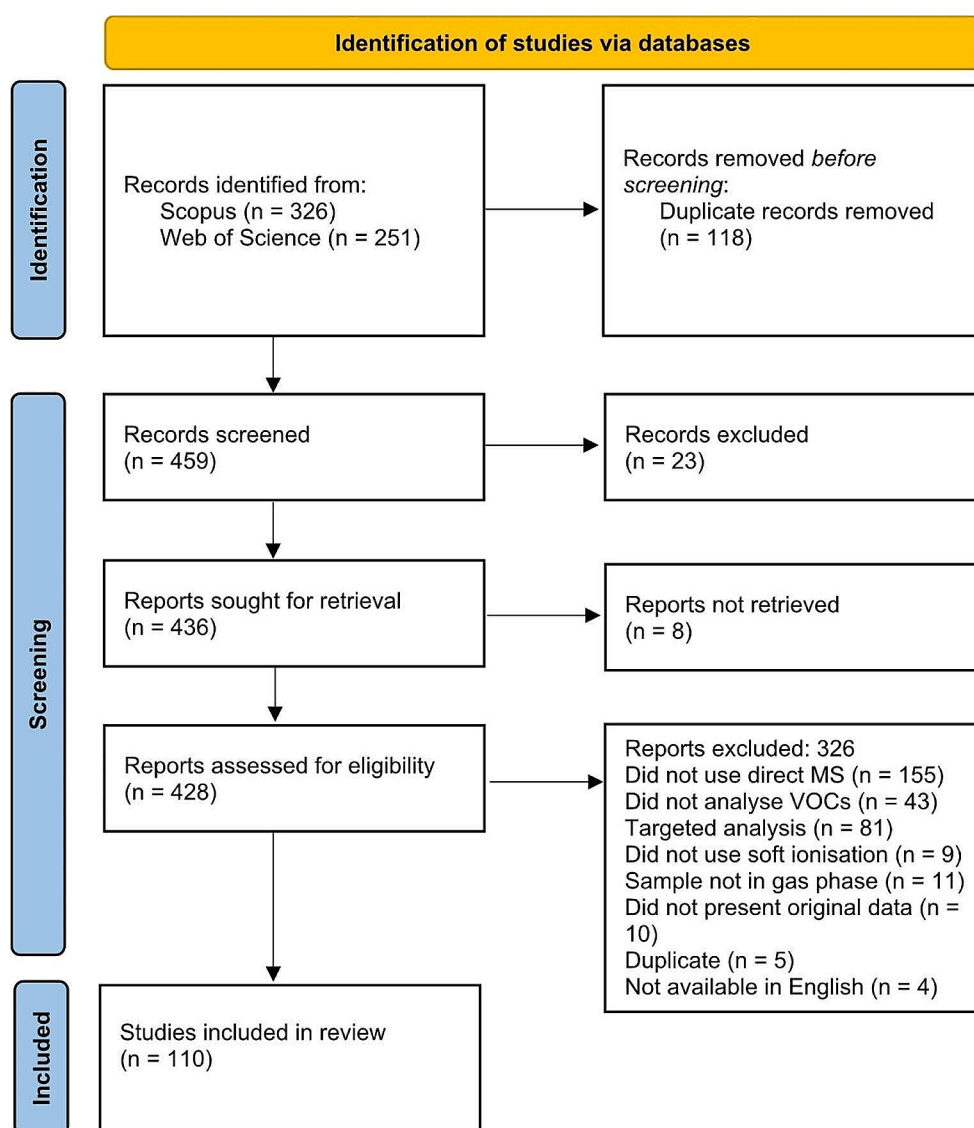 Identification of studies via databases
Identification
Records identified from:
Scopus (n = 326)
Web of Science (n = 251)
Records removed before
screening:
Duplicate records removed
(n = 118)
Screening
Records screened
(n = 459)
Records excluded
(n = 23)
Reports sought for retrieval
(n = 436)
Reports not retrieved
(n = 8)
Reports assessed for eligibility
(n = 428)
Reports excluded: 326
Did not use direct MS (n = 155)
Did not analyse VOCs (n = 43)
Targeted analysis (n = 81)
Did not use soft ionisation (n = 9)
Sample not in gas phase (n = 11)
Did not present original data (n =
10)
Duplicate (n = 5)
Not available in English (n = 4)
Included
Studies included in review
(n = 110)